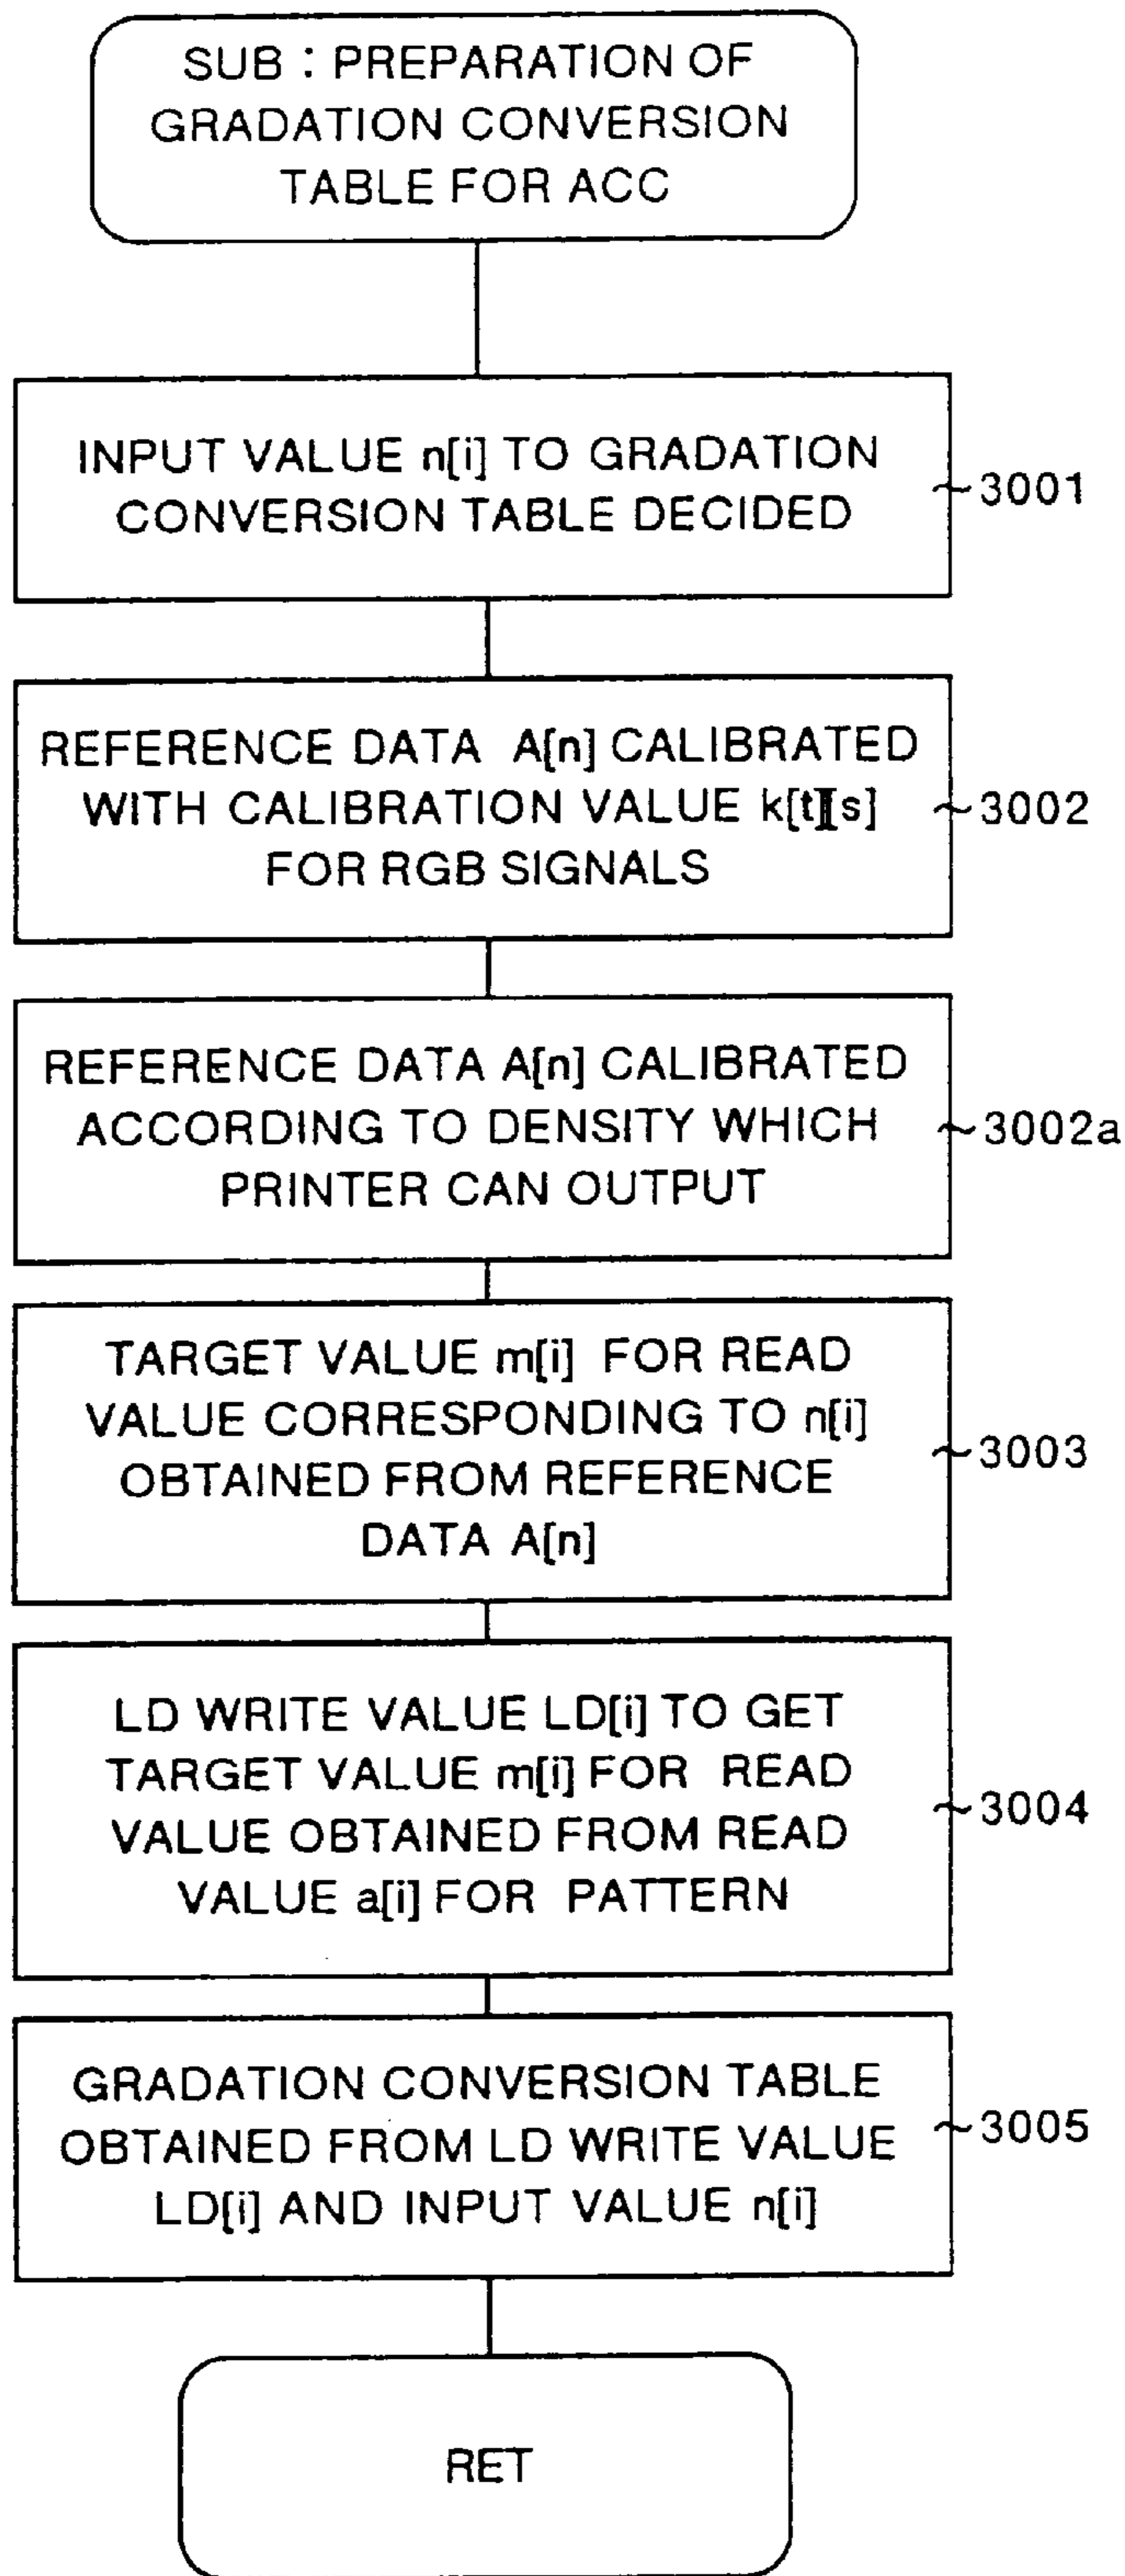 SUB : PREPARATION OF
GRADATION CONVERSION
TABLE FOR ACC
INPUT VALUE n[i] TO GRADATION
CONVERSION TABLE DECIDED
3001
REFERENCE DATA A[n] CALIBRATED
WITH CALIBRATION VALUE k[t][s]
FOR RGB SIGNALS
3002
REFERENCE DATA A[n] CALIBRATED
ACCORDING TO DENSITY WHICH
PRINTER CAN OUTPUT
3002a
TARGET VALUE m[i] FOR READ
VALUE CORRESPONDING TO n[i]
OBTAINED FROM REFERENCE
DATA A[n]
3003
LD WRITE VALUE LD[i] TO GET
TARGET VALUE m[i] FOR READ
VALUE OBTAINED FROM READ
VALUE a[i] FOR PATTERN
3004
GRADATION CONVERSION TABLE
OBTAINED FROM LD WRITE VALUE
LD[i] AND INPUT VALUE n[i]
3005
RET